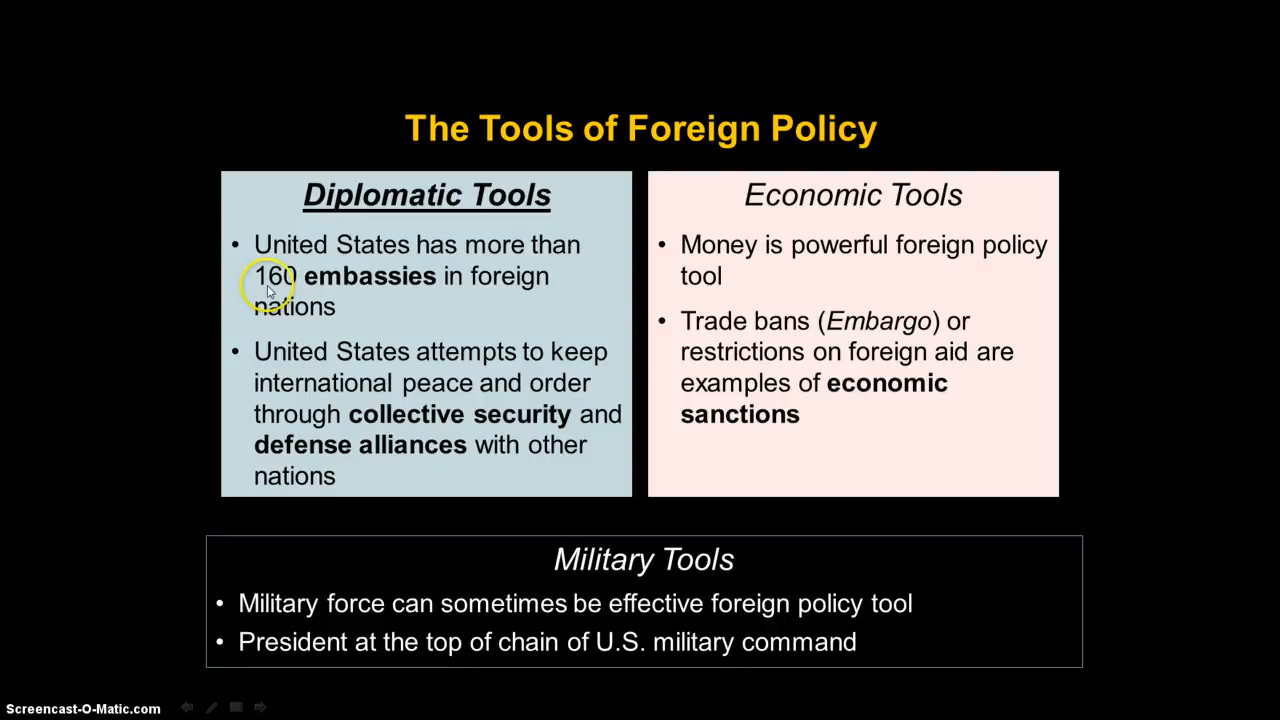 The Tools of Foreign Policy
Diplomatic Tools
• United States has more than
160 embassies in foreign
nations
• United States attempts to keep
international peace and order
through collective security and
defense alliances with other
nations
Economic Tools
• Money is powerful foreign policy
tool
• Trade bans (Embargo) or
restrictions on foreign aid are
examples of economic
sanctions
Military Tools
• Military force can sometimes be effective foreign policy tool
• President at the top of chain of U.S. military command
Screencast-O-Matic.com